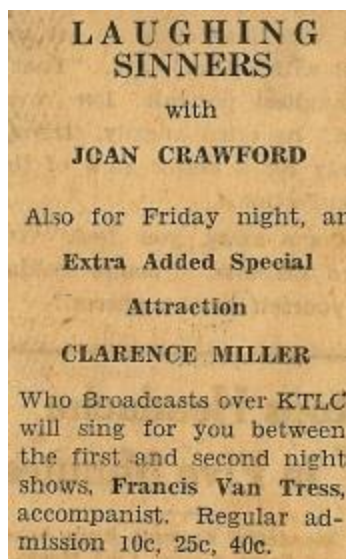 LAUGHING
SINNERS
with
JOAN CRAWFORD
Also for Friday night, an
Extra Added Special
Attraction
CLARENCE MILLER
Who Broadcasts over KTLC
will sing for you between
the first and second night
shows, Francis Van Tress,
accompanist. Regular ad-
mission 10c, 25c, 40c.